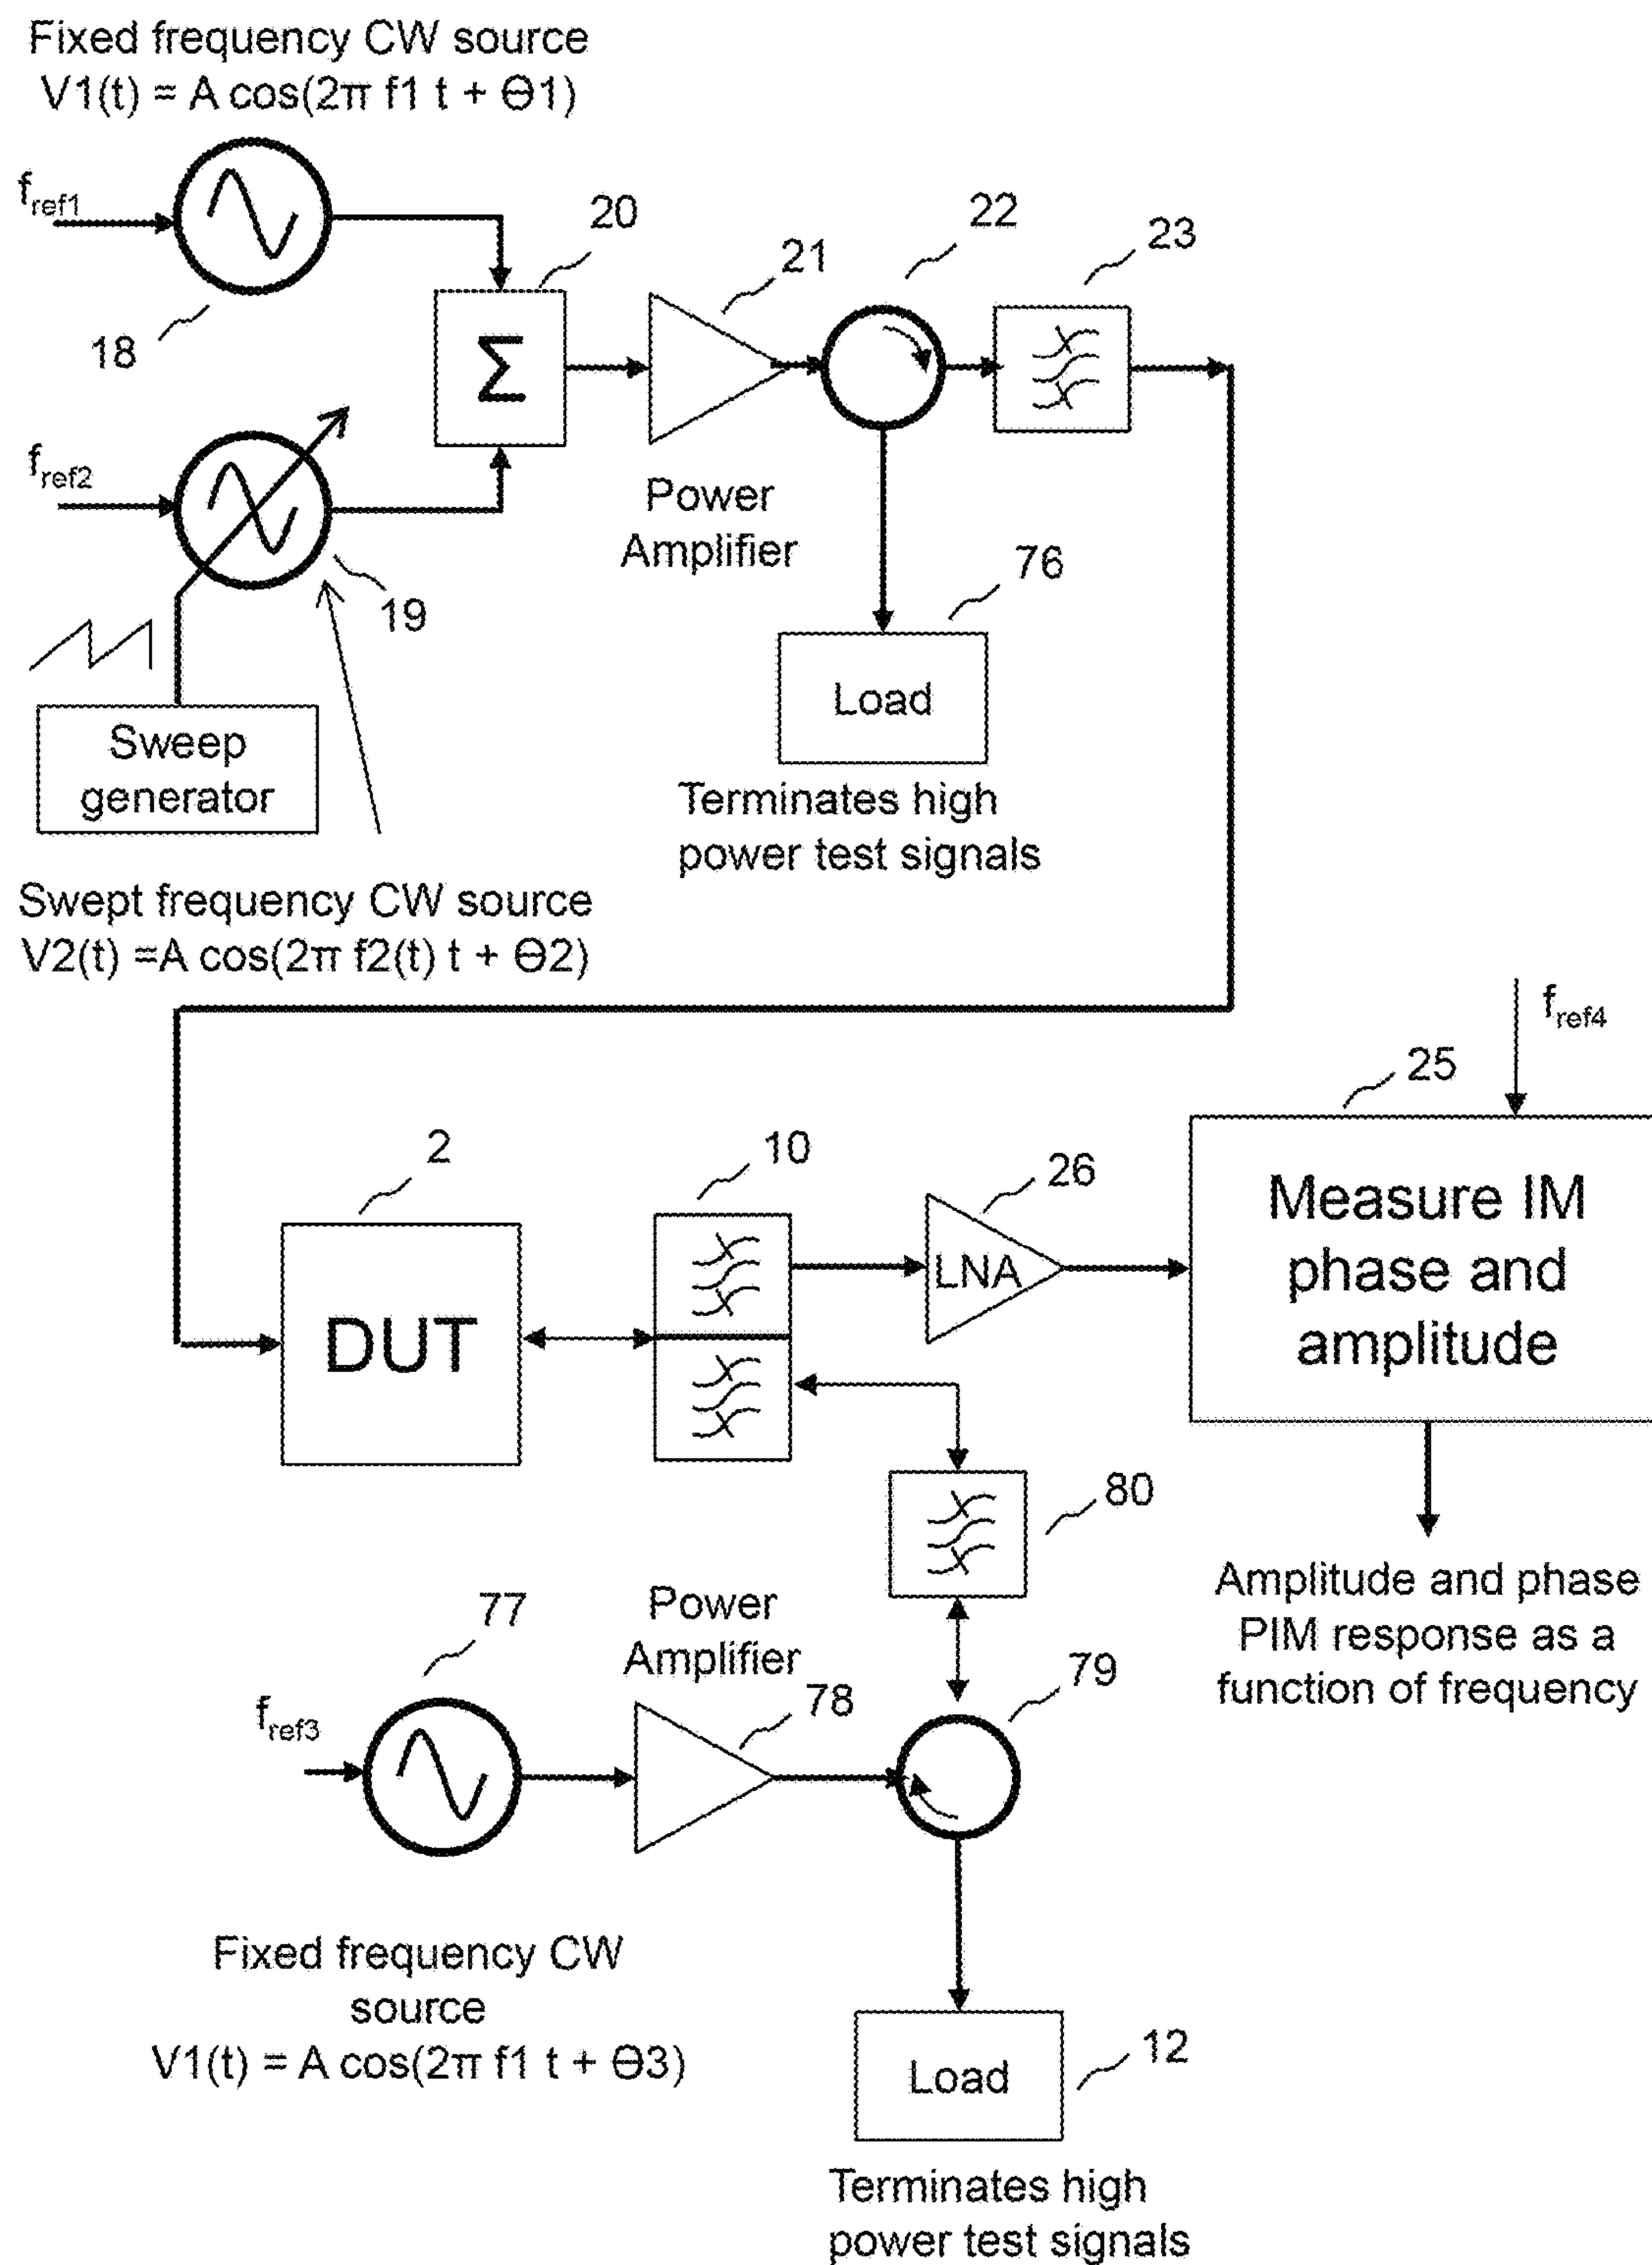 Fixed frequency CW source
V1(t) = A cos(2π f1 t + Θ1)
fref1
18
20
21
22
23
Σ
fref2
19
Power
Amplifier
76
Load
Sweep
generator
Terminates high
power test signals
Swept frequency CW source
V2(t) =A cos(2π f2(t) t + Θ2)
fref4
25
2
10
26
DUT
LNA
Measure IM
phase and
amplitude
80
Amplitude and phase
PIM response as a
function of frequency
77
Power
Amplifier
78
79
fref3
Fixed frequency CW
source
V1(t) = A cos(2π f1 t + Θ3)
12
Load
Terminates high
power test signals